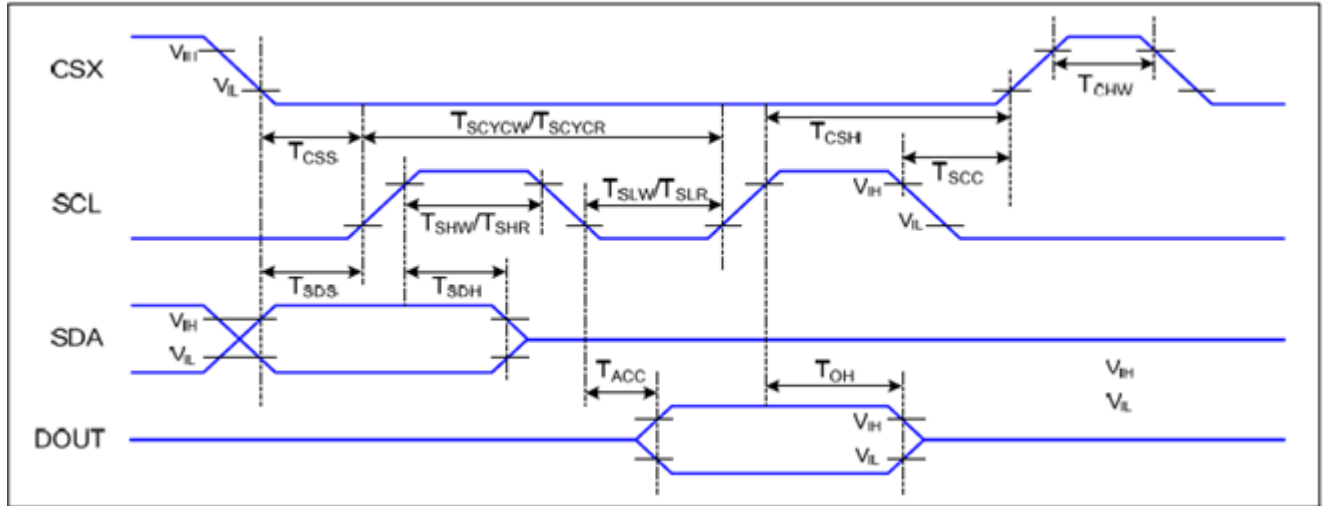 CSX
VIH
VIL
TCHW
TCSS
TSCYCW/TSCYCR
TCSH
TSCC
SCL
TSHW/TSHR
TSLW/TSLR
VIH
VIL
TSDS
TSDH
SDA
VIH
VIL
TACC
TOH
VIH
VIL
DOUT
VIH
VIL